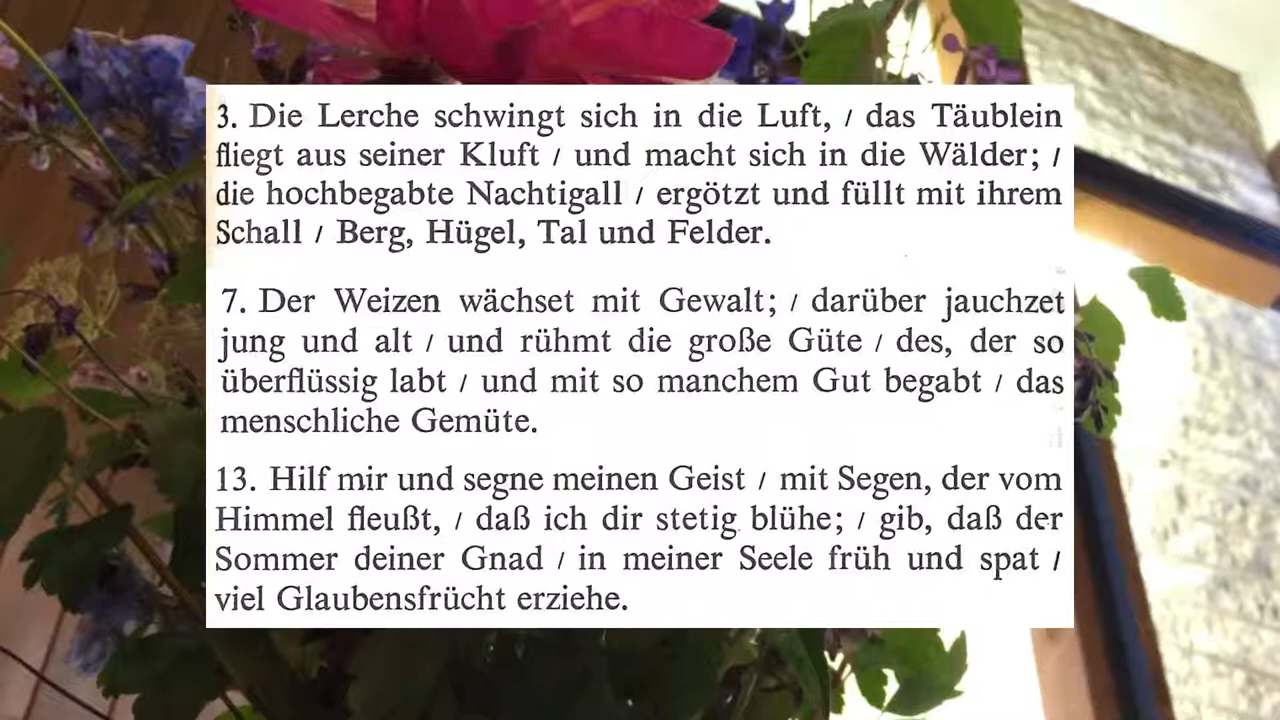 3. Die Lerche schwingt sich in die Luft, / das Täublein
fliegt aus seiner Kluft / und macht sich in die Wälder; /
die hochbegabte Nachtigall / ergötzt und füllt mit ihrem
Schall / Berg, Hügel, Tal und Felder.
7. Der Weizen wächset mit Gewalt; / darüber jauchzet
jung und alt / und rühmt die große Güte / des, der so
überflüssig labt / und mit so manchem Gut begabt / das
menschliche Gemüte.
13. Hilf mir und segne meinen Geist / mit Segen, der vom
Himmel fleußt, / daß ich dir stetig blühe; / gib, daß der
Sommer deiner Gnad / in meiner Seele früh und spat /
viel Glaubensfrücht erziehe.